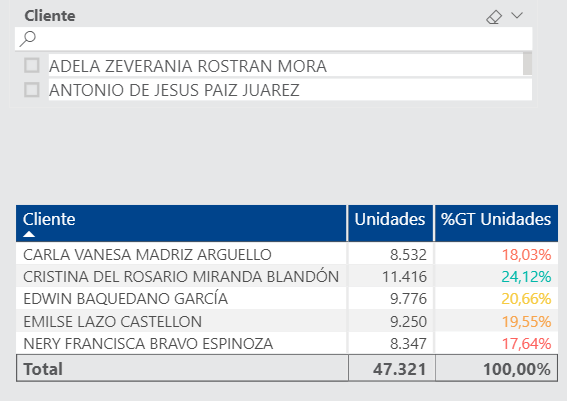 Cliente
ADELA ZEVERANIA ROSTRAN MORA
ANTONIO DE JESUS PAIZ JUAREZ
Cliente Unidades %GT Unidades
CARLA VANESA MADRIZ ARGUELLO 8.532 18,03%
CRISTINA DEL ROSARIO MIRANDA BLANDÓN 11.416 24,12%
EDWIN BAQUEDANO GARCÍA 9.776 20,66%
EMILSE LAZO CASTELLON 9.250 19,55%
NERY FRANCISCA BRAVO ESPINOZA 8.347 17,64%
Total 47.321 100,00%